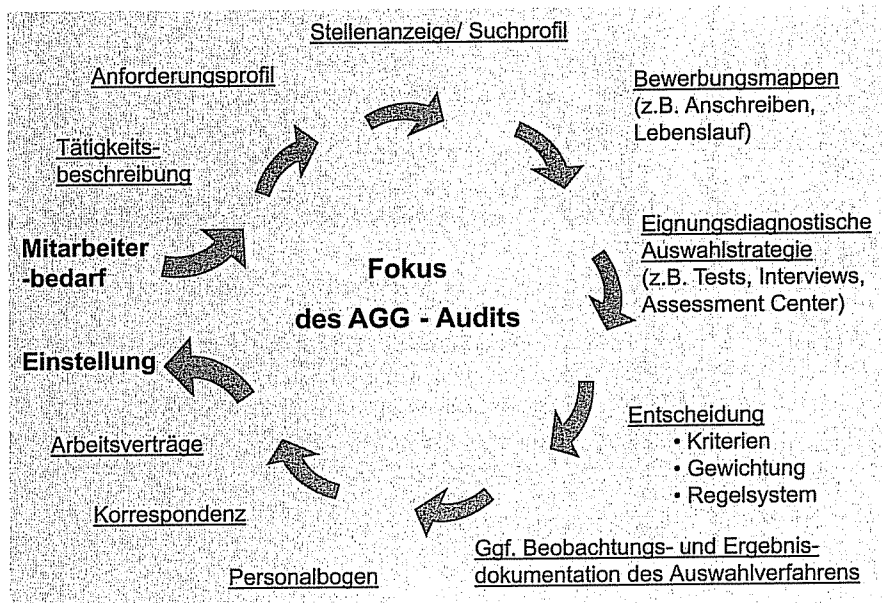 Stellenanzeige/ Suchprofil
Anforderungsprofil
Bewerbungsmappen
(z.B. Anschreiben,
Lebenslauf)
Tätigkeits-
beschreibung
Eignungsdiagnostische
Auswahlstrategie
(z.B. Tests, Interviews,
Assessment Center)
Mitarbeiter
-bedarf
Fokus
des AGG - Audits
Einstellung
Entscheidung
• Kriterien
• Gewichtung
• Regelsystem
Arbeitsverträge
Korrespondenz
Personalbogen
Ggf. Beobachtungs- und Ergebnis-
dokumentation des Auswahlverfahrens